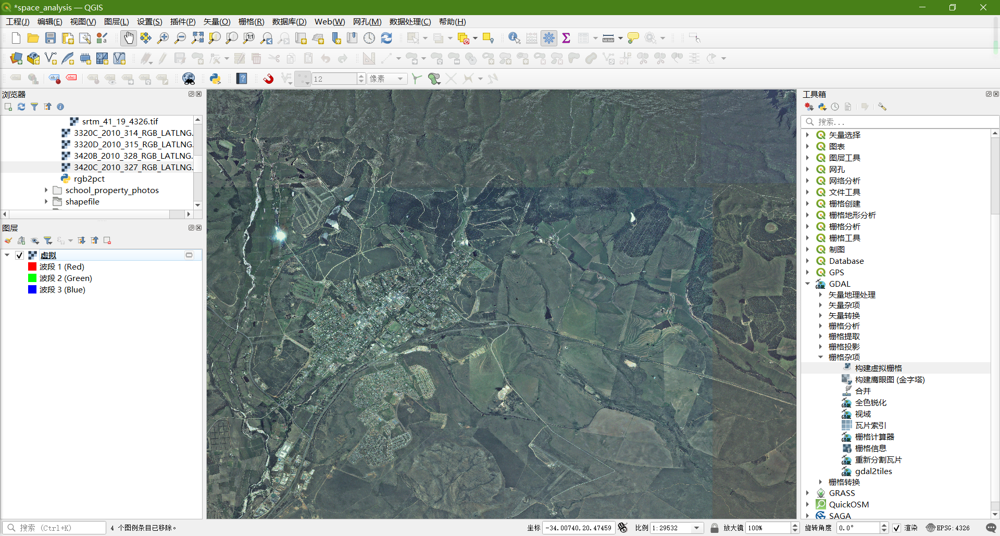 *space_analysis — QGIS
工程(J) 编辑(E) 视图(V) 图层(L) 设置(S) 插件(P) 矢量(O) 栅格(R) 数据库(D) Web(W) 网孔(M) 数据处理(C) 帮助(H)
12 像素
浏览器
srtm_41_19_4326.tif
3320C_2010_314_RGB_LATLNG.
3320D_2010_315_RGB_LATLNG.
3420B_2010_328_RGB_LATLNG.
3420C_2010_327_RGB_LATLNG.
rgb2pct
school_property_photos
shapefile
图层
虚拟
波段 1 (Red)
波段 2 (Green)
波段 3 (Blue)
工具箱
搜索...
矢量选择
图表
图层工具
网孔
网络分析
文件工具
栅格创建
栅格地形分析
栅格分析
栅格工具
制图
Database
GPS
GDAL
矢量地理处理
矢量杂项
矢量转换
栅格分析
栅格提取
栅格投影
栅格杂项
构建虚拟栅格
构建鹰眼图 (金字塔)
合并
全色锐化
视域
瓦片索引
栅格计算器
栅格信息
重新分割瓦片
gdal2tiles
栅格转换
GRASS
QuickOSM
SAGA
搜索 (Ctrl+K) 4 个图例条目已移除。 坐标 -34.00740,20.47459 比例 1:29532 放大镜 100% 旋转角度 0.0° 渲染 EPSG:4326